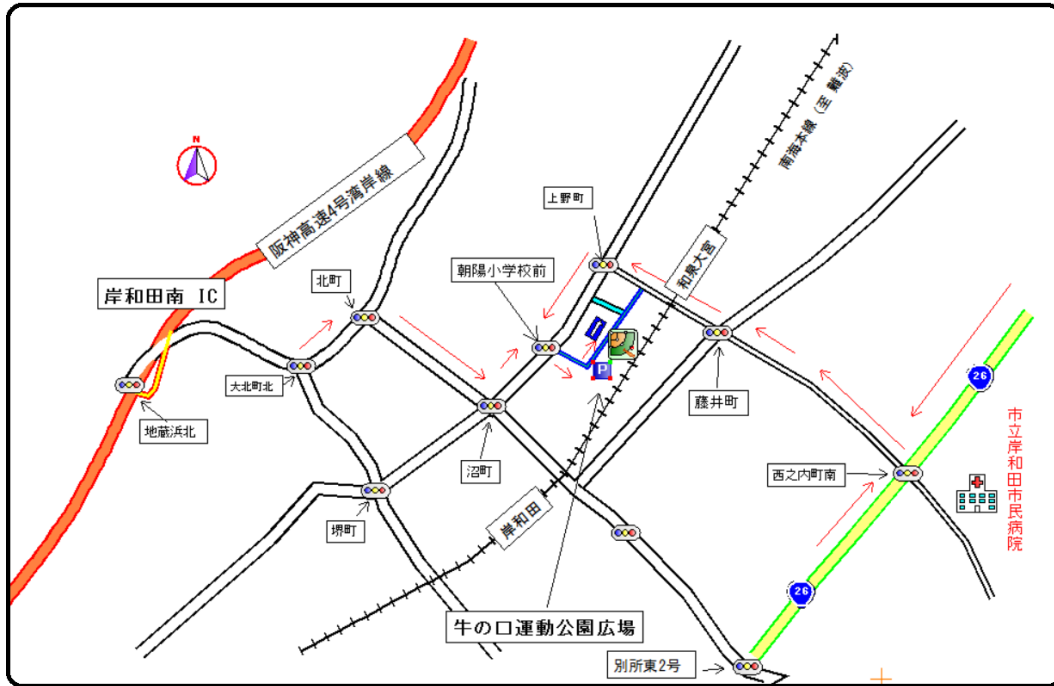 N
阪神高速4号湾岸線
南海本線(至 難波)
上野町
和泉大宮
朝陽小学校前
北町
岸和田南 IC
大北町北
地蔵浜北
藤井町
P
26
市立岸和田市民病院
西之内町南
沼町
堺町
岸和田
26
牛の口運動公園広場
別所東2号